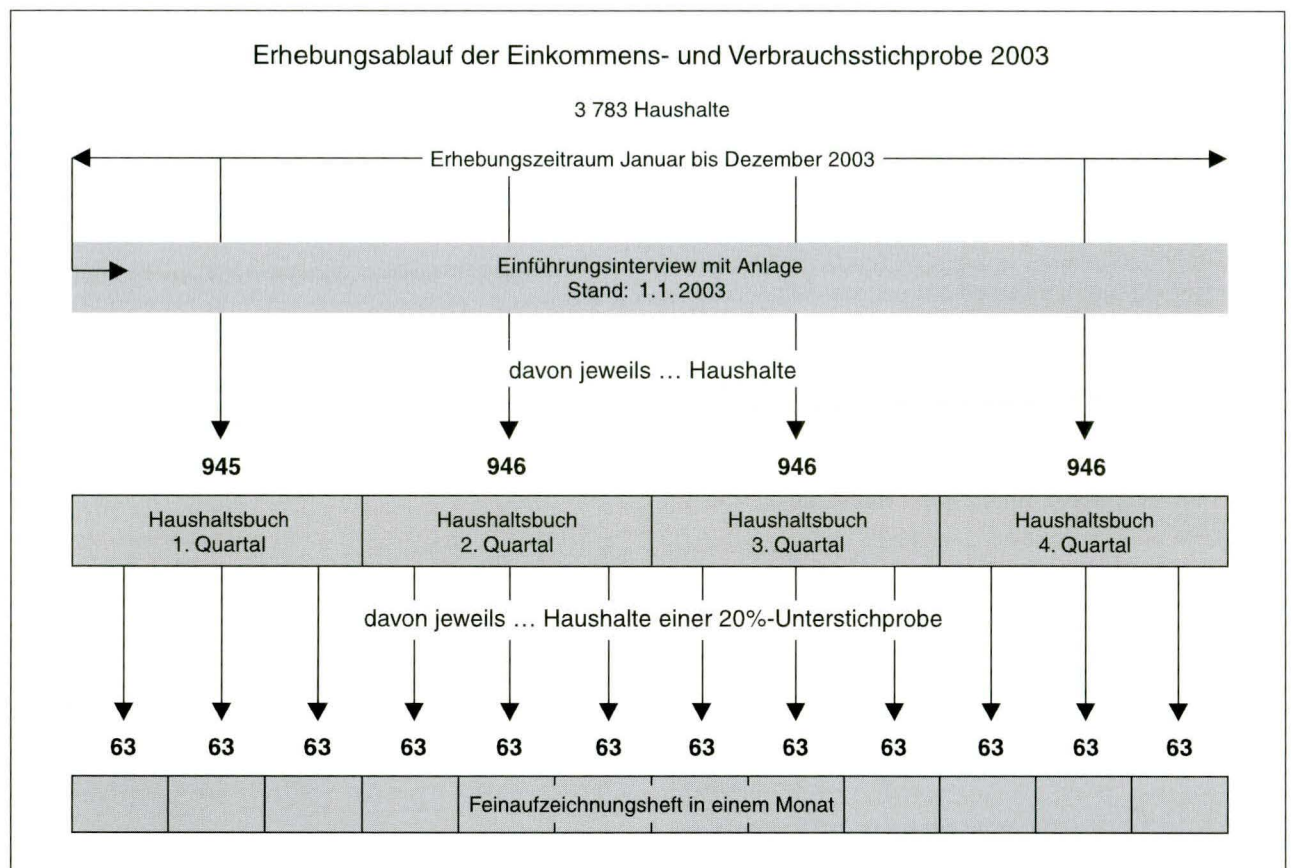 Erhebungsablauf der Einkommens- und Verbrauchsstichprobe 2003
3 783 Haushalte
Erhebungszeitraum Januar bis Dezember 2003
Einführungsinterview mit Anlage
Stand: 1.1.2003
davon jeweils … Haushalte
945 946 946 946
Haushaltsbuch Haushaltsbuch Haushaltsbuch Haushaltsbuch
1. Quartal 2. Quartal 3. Quartal 4. Quartal
davon jeweils … Haushalte einer 20%-Unterstichprobe
63 63 63 63 63 63 63 63 63 63 63 63
Feinaufzeichnungsheft in einem Monat